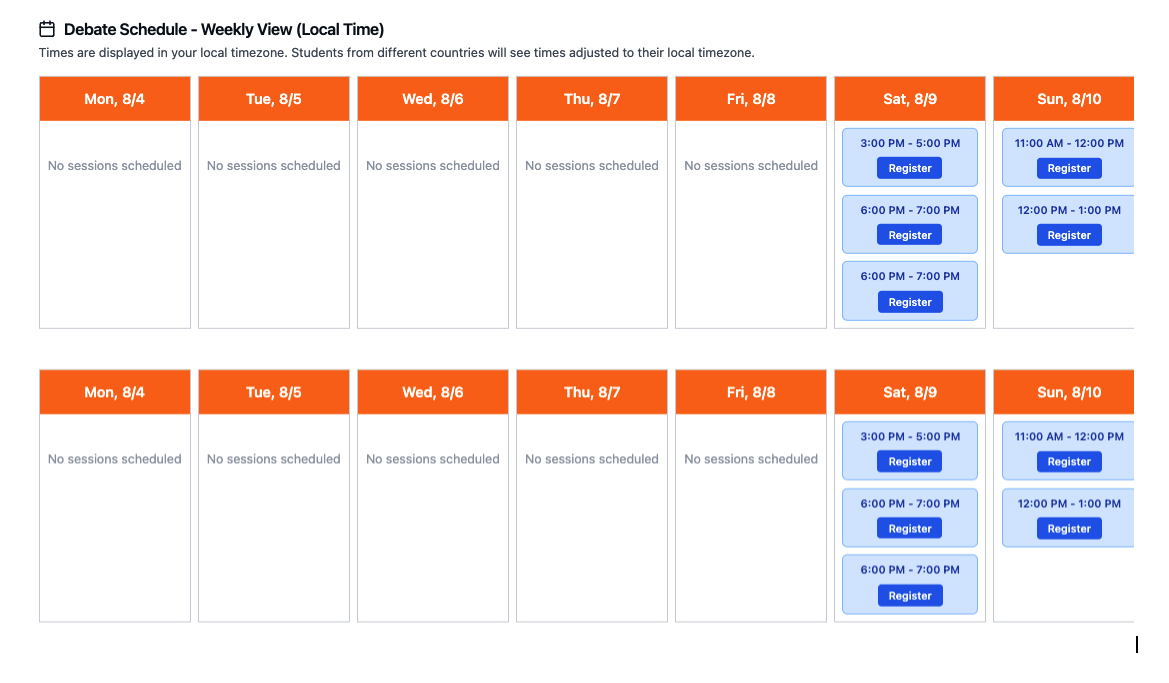 Debate Schedule - Weekly View (Local Time)
Times are displayed in your local timezone. Students from different countries will see times adjusted to their local timezone.
Mon, 8/4
No sessions scheduled
Tue, 8/5
No sessions scheduled
Wed, 8/6
No sessions scheduled
Thu, 8/7
No sessions scheduled
Fri, 8/8
No sessions scheduled
Sat, 8/9
3:00 PM - 5:00 PM
Register
6:00 PM - 7:00 PM
Register
6:00 PM - 7:00 PM
Register
Sun, 8/10
11:00 AM - 12:00 PM
Register
12:00 PM - 1:00 PM
Register
Mon, 8/4
No sessions scheduled
Tue, 8/5
No sessions scheduled
Wed, 8/6
No sessions scheduled
Thu, 8/7
No sessions scheduled
Fri, 8/8
No sessions scheduled
Sat, 8/9
3:00 PM - 5:00 PM
Register
6:00 PM - 7:00 PM
Register
6:00 PM - 7:00 PM
Register
Sun, 8/10
11:00 AM - 12:00 PM
Register
12:00 PM - 1:00 PM
Register